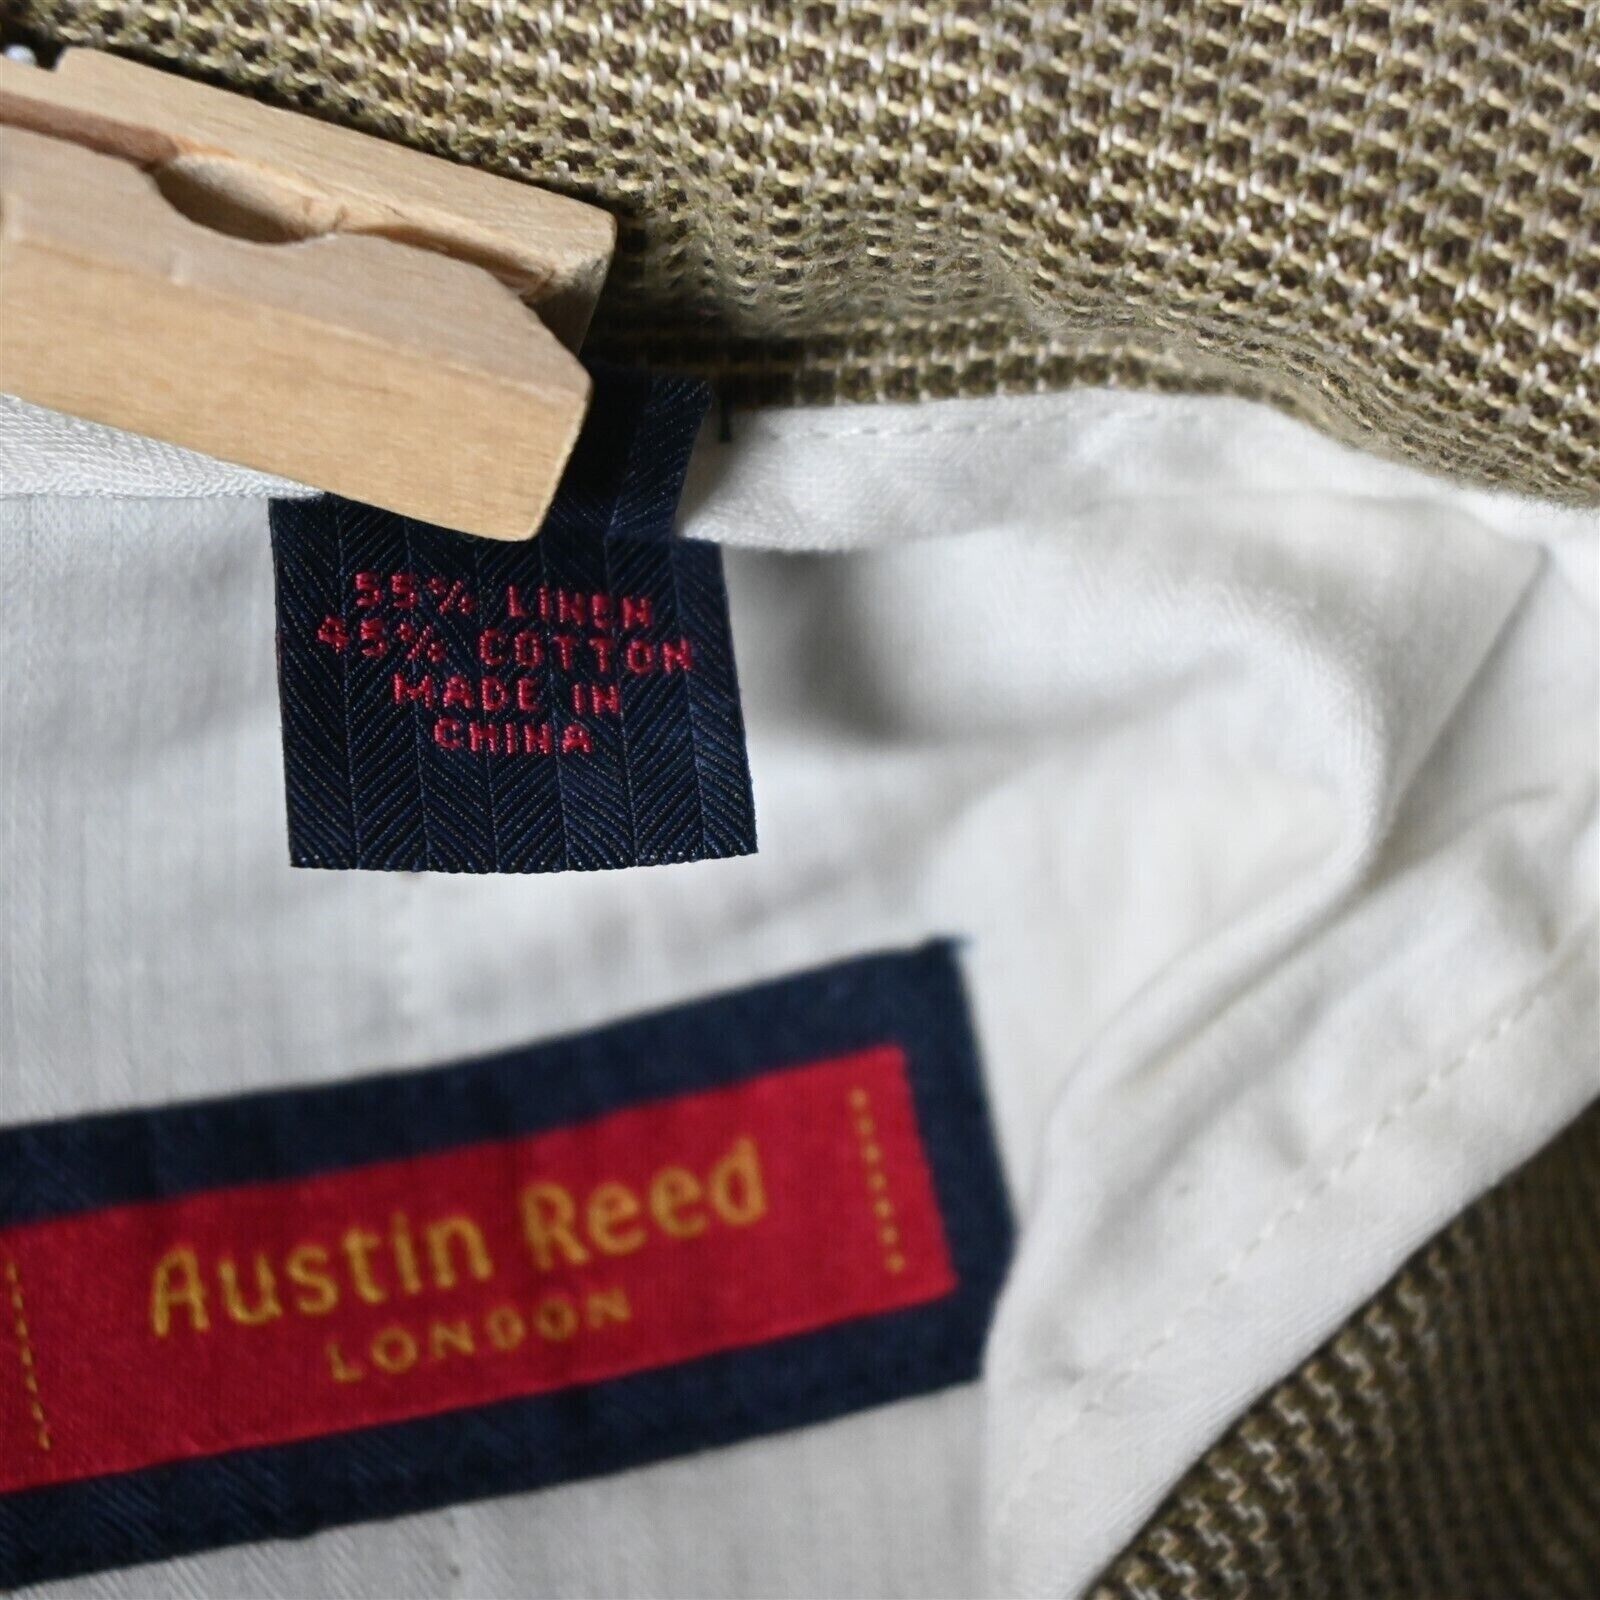 55% LINEN
45% COTTON
MADE IN
CHINA
Austin Reed
LONDON